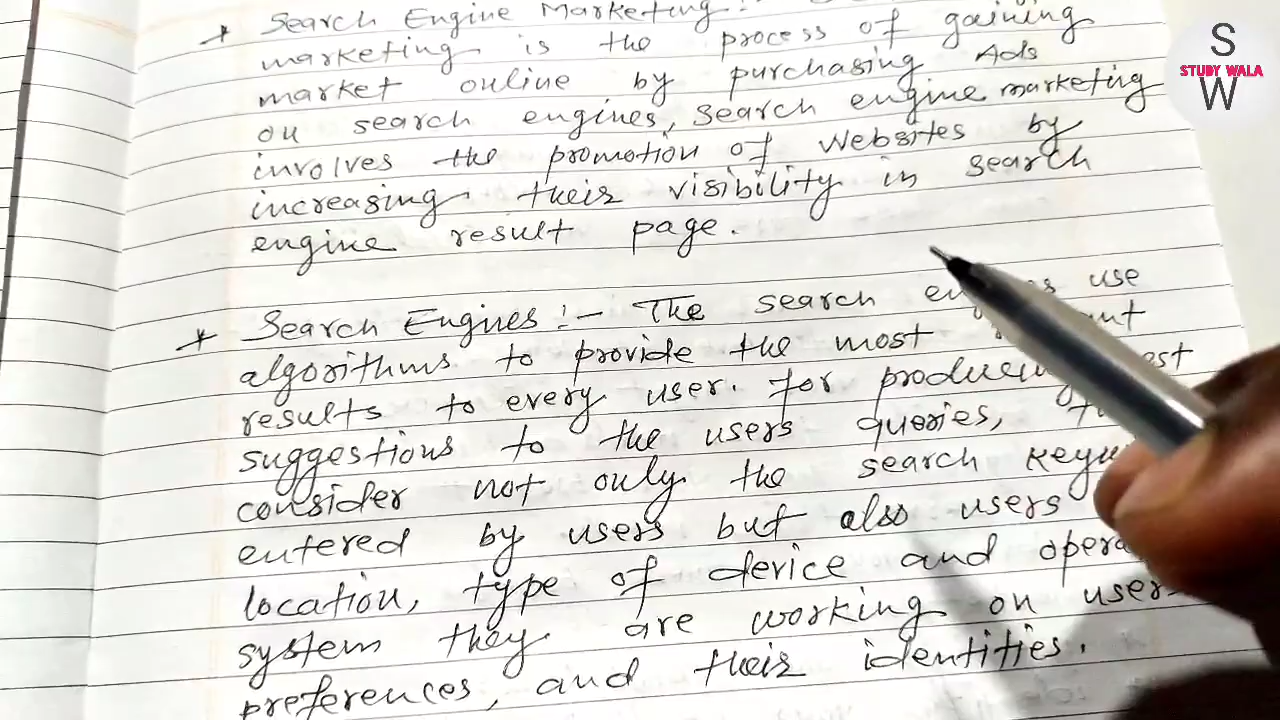 * Search Engine Marketing:
marketing is the process of gaining
market online by purchasing Ads
on search engines, Search engine marketing
involves the promotion of Websites by
increasing their visibility in search
engine result page.
* Search Engines :- The search use
algorithms to provide the most
results to every user. For
suggestions to the users queries,
consider not only the search
entered by users but also users
location, type of device and
system they are working on user
preferences, and their identities.
S
STUDY WALA
W